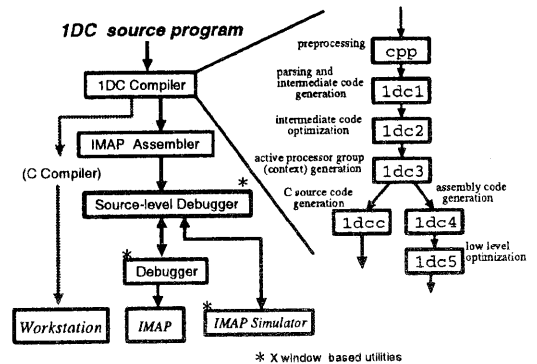 1DC source program
1DC Compiler
IMAP Assembler
(C Compiler)
*
Source-level Debugger
*
Debugger
Workstation
IMAP
*
IMAP Simulator
preprocessing
cpp
parsing and
intermediate code
generation
1dc1
intermediate code
optimization
1dc2
active processor group
(context) generation
1dc3
C source code
generation
assembly code
generation
1dcc
1dc4
low level
optimization
1dc5
* X window based utilities